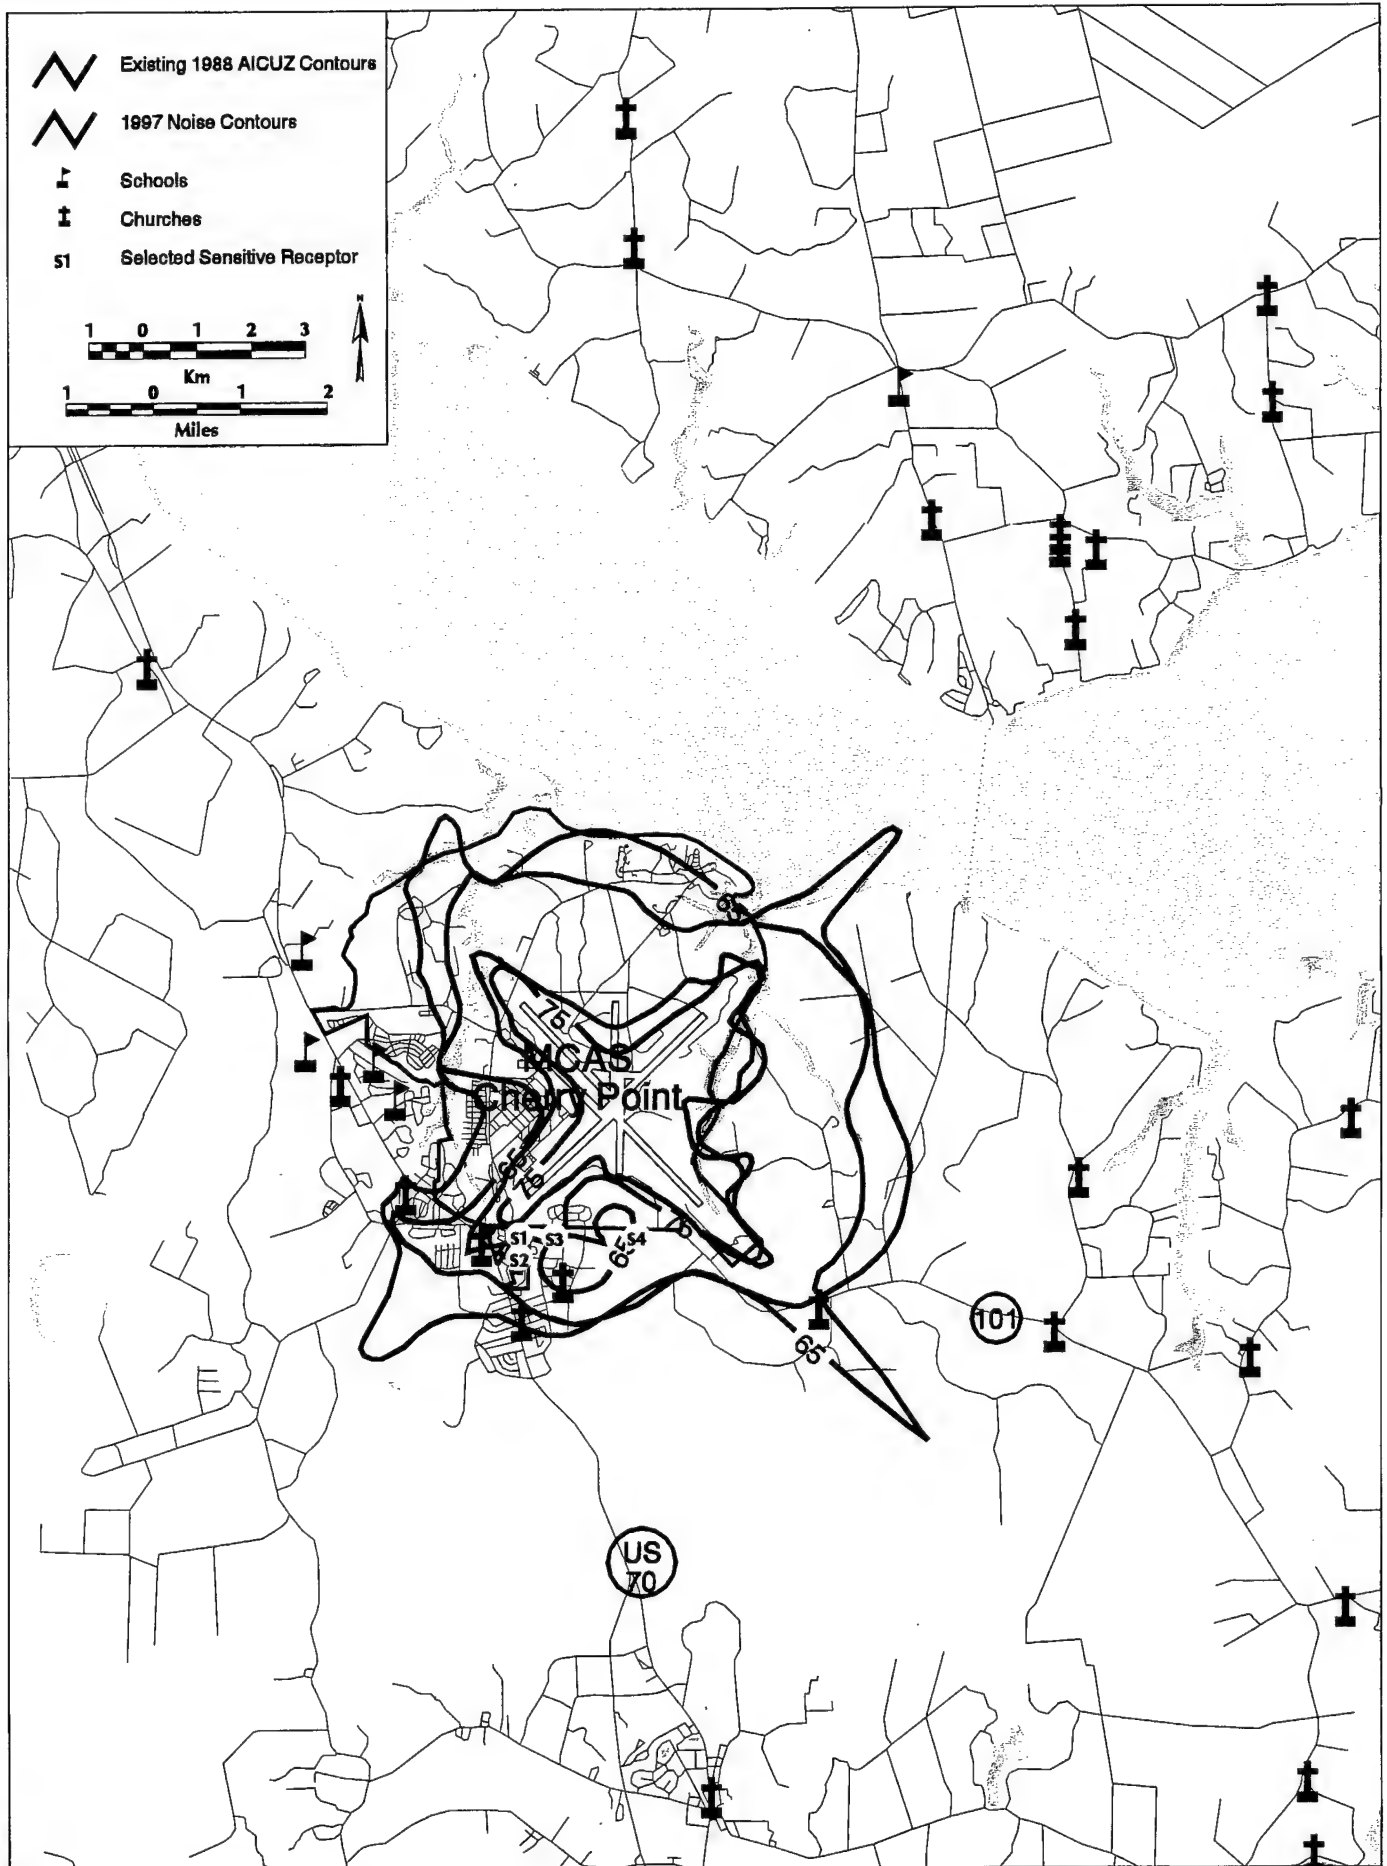 Existing 1988 AICUZ Contours
1997 Noise Contours
Schools
Churches
S1 Selected Sensitive Receptor
N
1 0 1 2 3
Km
1 0 1 2
Miles
65
75
MCAS
Cherry Point
65
75
75
S1 S3 S4
S2
65
101
65
US
70